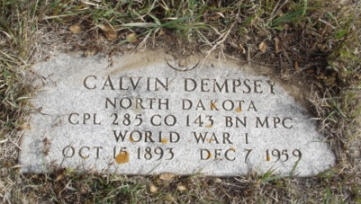 CALVIN DEMPSEY
NORTH DAKOTA
CPL 285 CO 143 BN MPC
WORLD WAR I
OCT 15 1893 DEC 7 1959